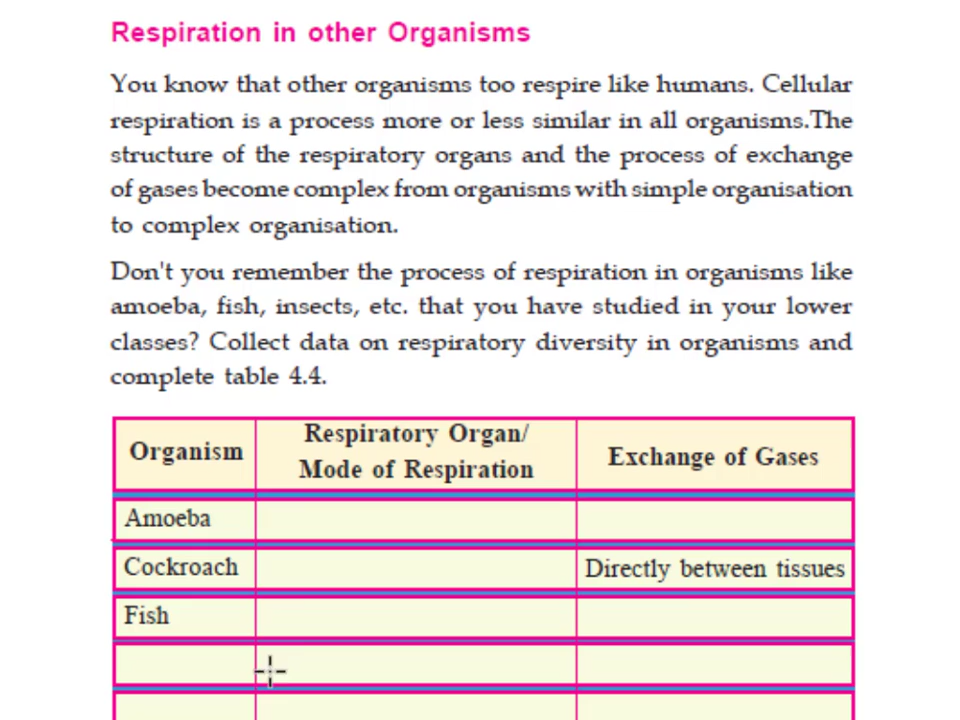 Respiration in other Organisms
You know that other organisms too respire like humans. Cellular
respiration is a process more or less similar in all organisms.The
structure of the respiratory organs and the process of exchange
of gases become complex from organisms with simple organisation
to complex organisation.
Don't you remember the process of respiration in organisms like
amoeba, fish, insects, etc. that you have studied in your lower
classes? Collect data on respiratory diversity in organisms and
complete table 4.4.
Organism
Respiratory Organ/
Mode of Respiration
Exchange of Gases
Amoeba
Cockroach
Directly between tissues
Fish